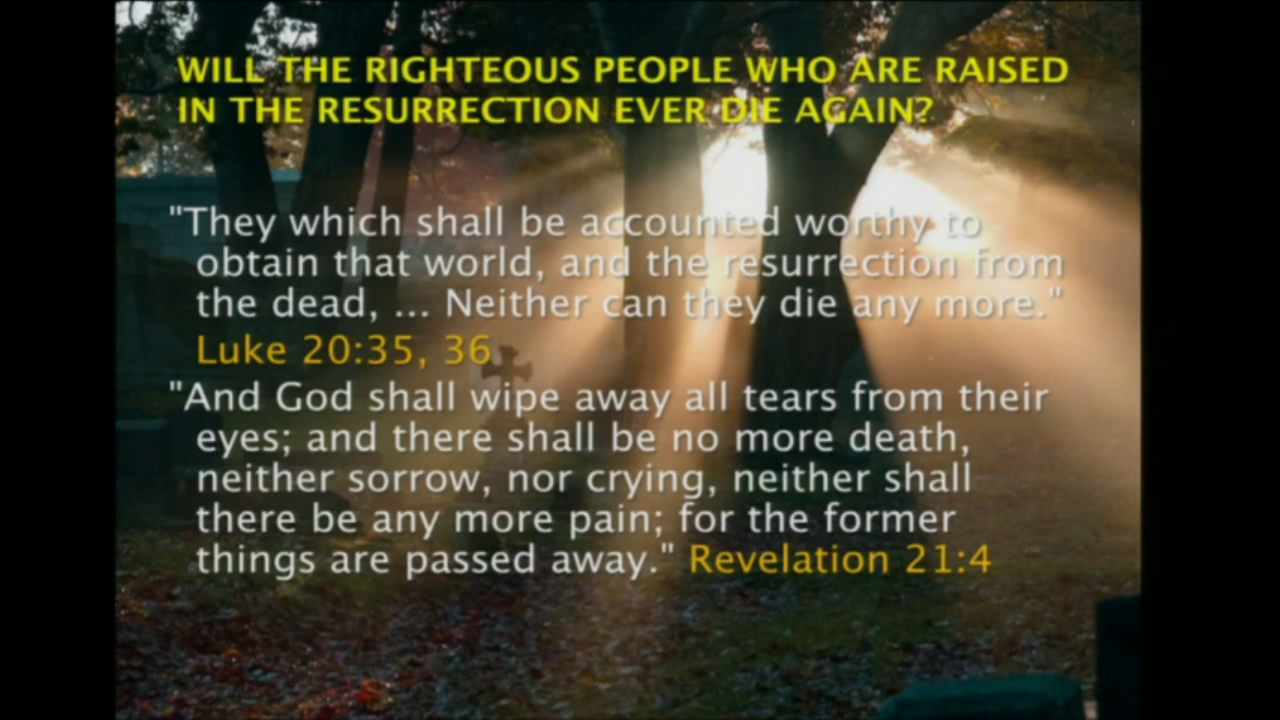 WILL THE RIGHTEOUS PEOPLE WHO ARE RAISED
IN THE RESURRECTION EVER DIE AGAIN?
"They which shall be accounted worthy to
obtain that world, and the resurrection from
the dead, ... Neither can they die any more."
Luke 20:35, 36
"And God shall wipe away all tears from their
eyes; and there shall be no more death,
neither sorrow, nor crying, neither shall
there be any more pain; for the former
things are passed away." Revelation 21:4